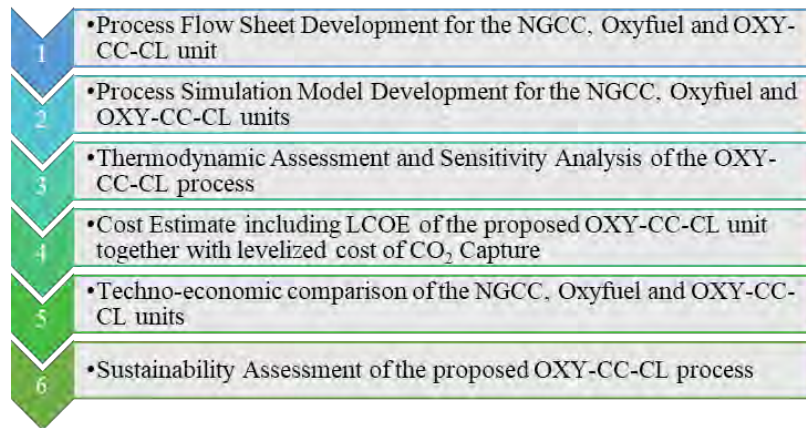 1
•Process Flow Sheet Development for the NGCC, Oxyfuel and OXY-
CC-CL unit
2
•Process Simulation Model Development for the NGCC, Oxyfuel and
OXY-CC-CL units
3
•Thermodynamic Assessment and Sensitivity Analysis of the OXY-
CC-CL process
4
•Cost Estimate including LCOE of the proposed OXY-CC-CL unit
together with levelized cost of CO₂ Capture
5
•Techno-economic comparison of the NGCC, Oxyfuel and OXY-CC-
CL units
6
•Sustainability Assessment of the proposed OXY-CC-CL process